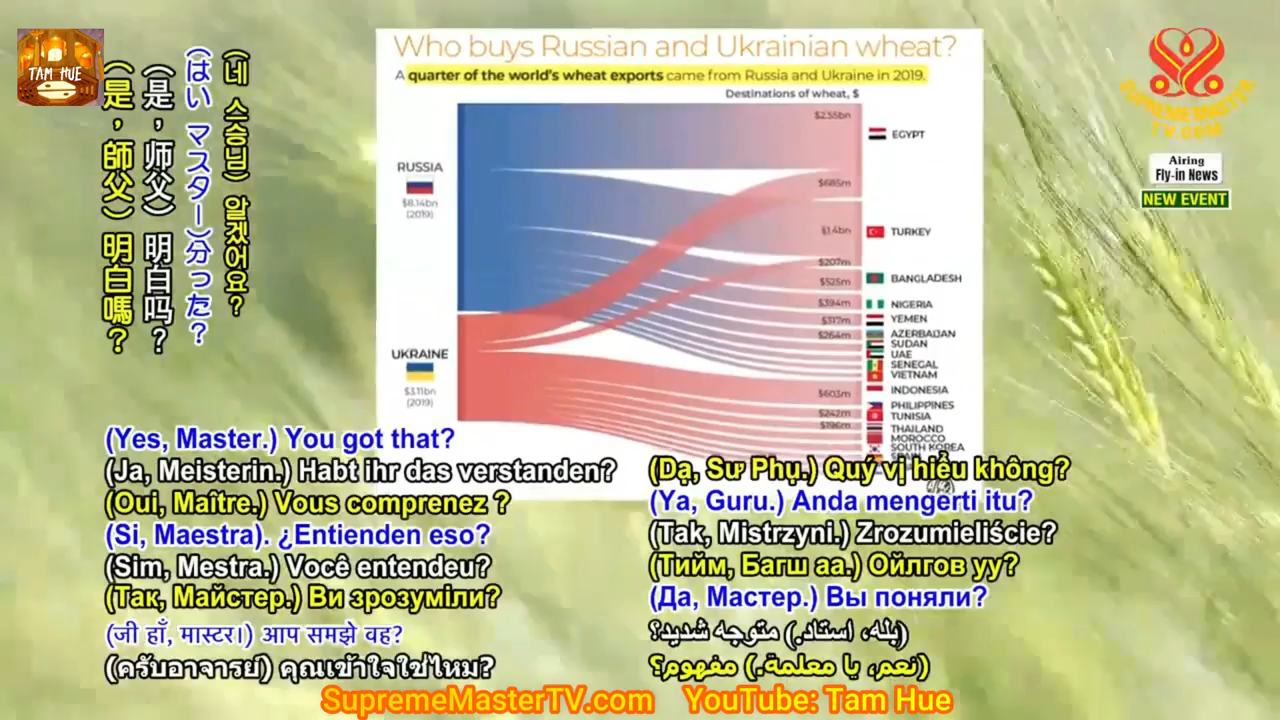 TAM HUE
(네 스승님) 알겠어요?
(はい マスター)分った?
(是，师父) 明白吗？
(是，師父) 明白嗎？
Who buys Russian and Ukrainian wheat?
A quarter of the world's wheat exports came from Russia and Ukraine in 2019.
Destinations of wheat, $
RUSSIA
$8.14bn
(2019)
UKRAINE
$3.11bn
(2019)
$2.55bn
EGYPT
$685m
$1.4bn
TURKEY
$207m
BANGLADESH
$525m
$394m
NIGERIA
$317m
YEMEN
$264m
AZERBAIJAN
SUDAN
UAE
SENEGAL
VIETNAM
INDONESIA
$603m
PHILIPPINES
$242m
TUNISIA
$196m
THAILAND
MOROCCO
SOUTH KOREA
SUPREMEMASTER
TV.COM
Airing
Fly-in News
NEW EVENT
(Yes, Master.) You got that?
(Ja, Meisterin.) Habt ihr das verstanden?
(Oui, Maître.) Vous comprenez ?
(Si, Maestra). ¿Entienden eso?
(Sim, Mestra.) Você entendeu?
(Так, Майстер.) Ви зрозуміли?
(जी हाँ, मास्टर।) आप समझे वह?
(ครับอาจารย์) คุณเข้าใจใช่ไหม?
(Dạ, Sư Phụ.) Quý vị hiểu không?
(Ya, Guru.) Anda mengerti itu?
(Tak, Mistrzyni.) Zrozumieliście?
(Тийм, Багш аа.) Ойлгов уу?
(Да, Мастер.) Вы поняли?
(بله، استاد.) متوجه شدید؟
(نعم، يا معلمة.) مفهوم؟
SupremeMasterTV.com YouTube: Tam Hue